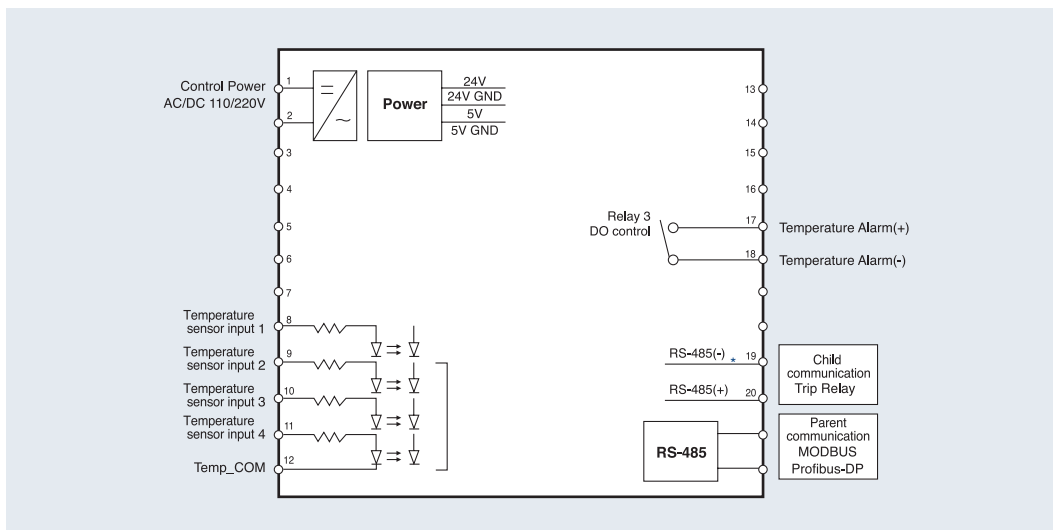 Control Power
AC/DC 110/220V
1
2
3
4
5
6
7
Power
24V
24V GND
5V
5V GND
Temperature
sensor input 1
8
Temperature
sensor input 2
9
Temperature
sensor input 3
10
Temperature
sensor input 4
11
Temp_COM
12
13
14
15
16
Relay 3
DO control
17
Temperature Alarm(+)
18
Temperature Alarm(-)
RS-485(-)
* 19
RS-485(+)
20
Child
communication
Trip Relay
RS-485
Parent
communication
MODBUS
Profibus-DP